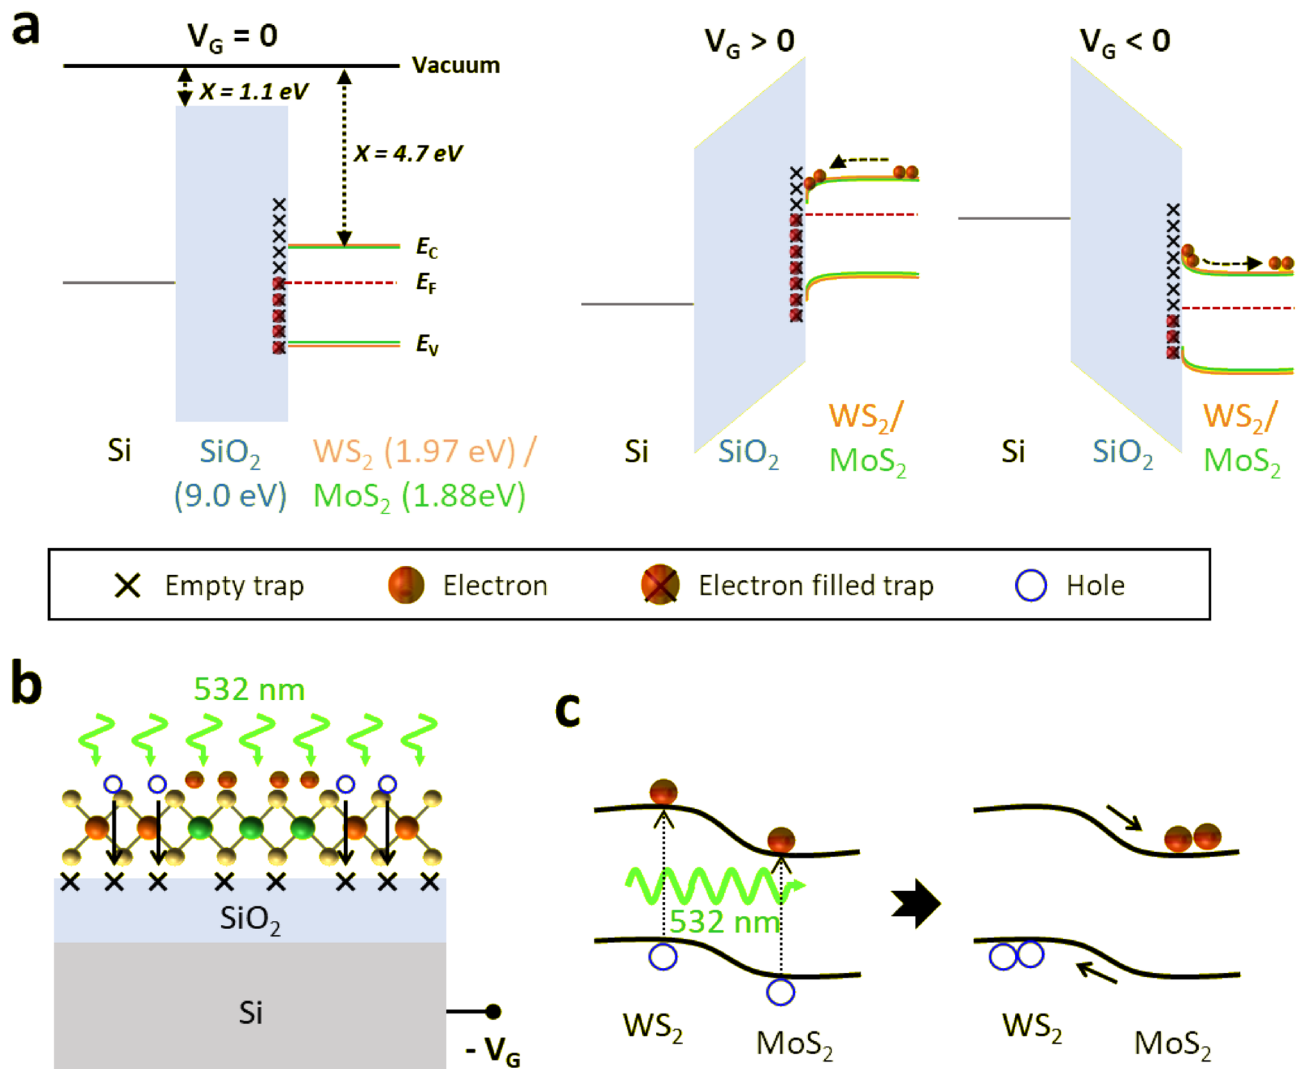 a
V_G = 0
Vacuum
X = 1.1 eV
X = 4.7 eV
E_C
E_F
E_V
Si
SiO₂
(9.0 eV)
WS₂ (1.97 eV) /
MoS₂ (1.88eV)
V_G > 0
Si
SiO₂
WS₂/
MoS₂
V_G < 0
Si
SiO₂
WS₂/
MoS₂
Empty trap
Electron
Electron filled trap
Hole
b
532 nm
SiO₂
Si
- V_G
c
532 nm
WS₂
MoS₂
WS₂
MoS₂